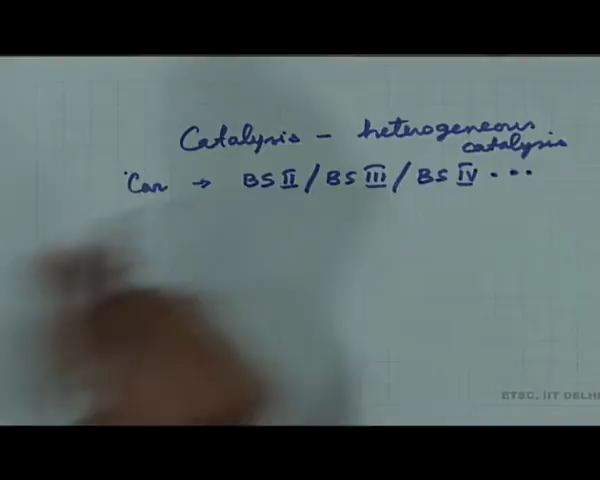 Catalysis - heterogeneous
catalysis
Car → BS II / BS III / BS IV ...
ETSC, IIT DELHI